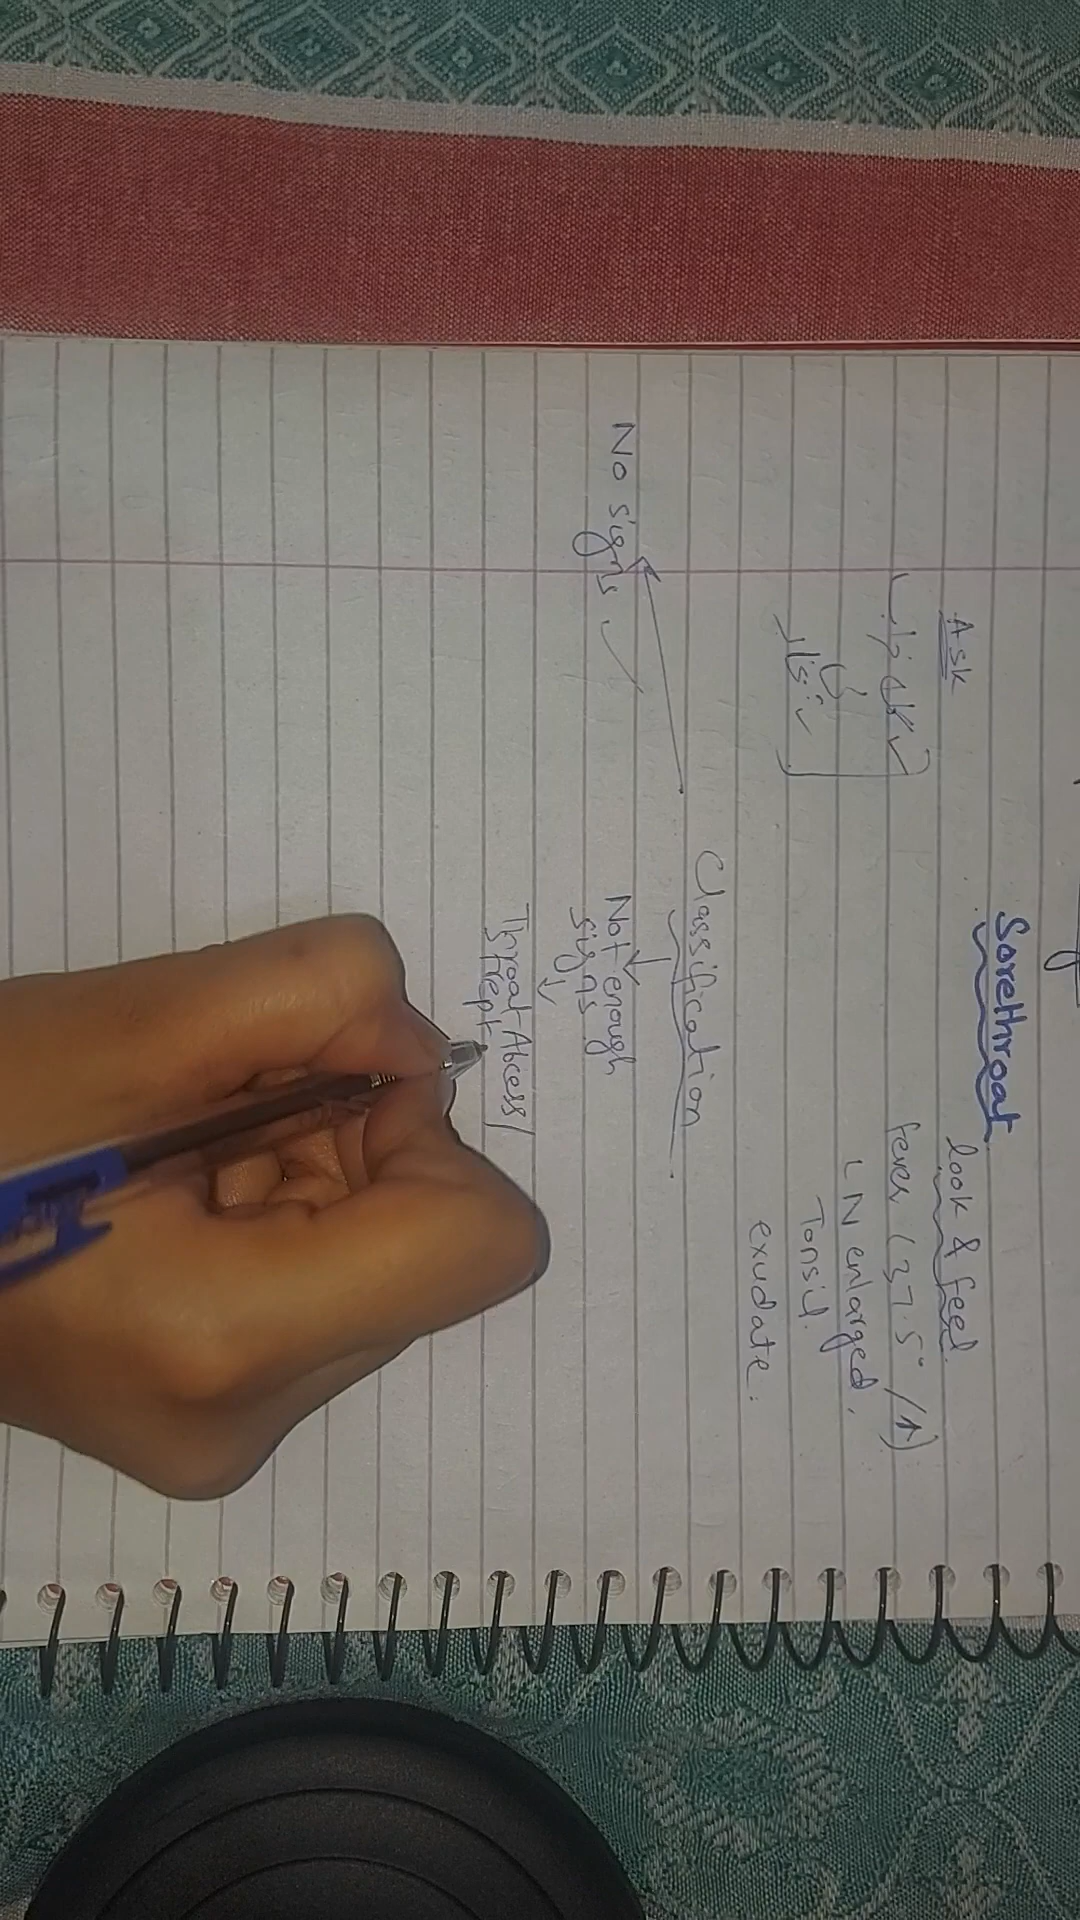 Sorethroat
Ask
look & feel
fever (37.5° /↑)
LN enlarged.
Tonsil.
exudate.
Classification
No signs ✓
Not enough
signs
Throat Abcess/
Strept